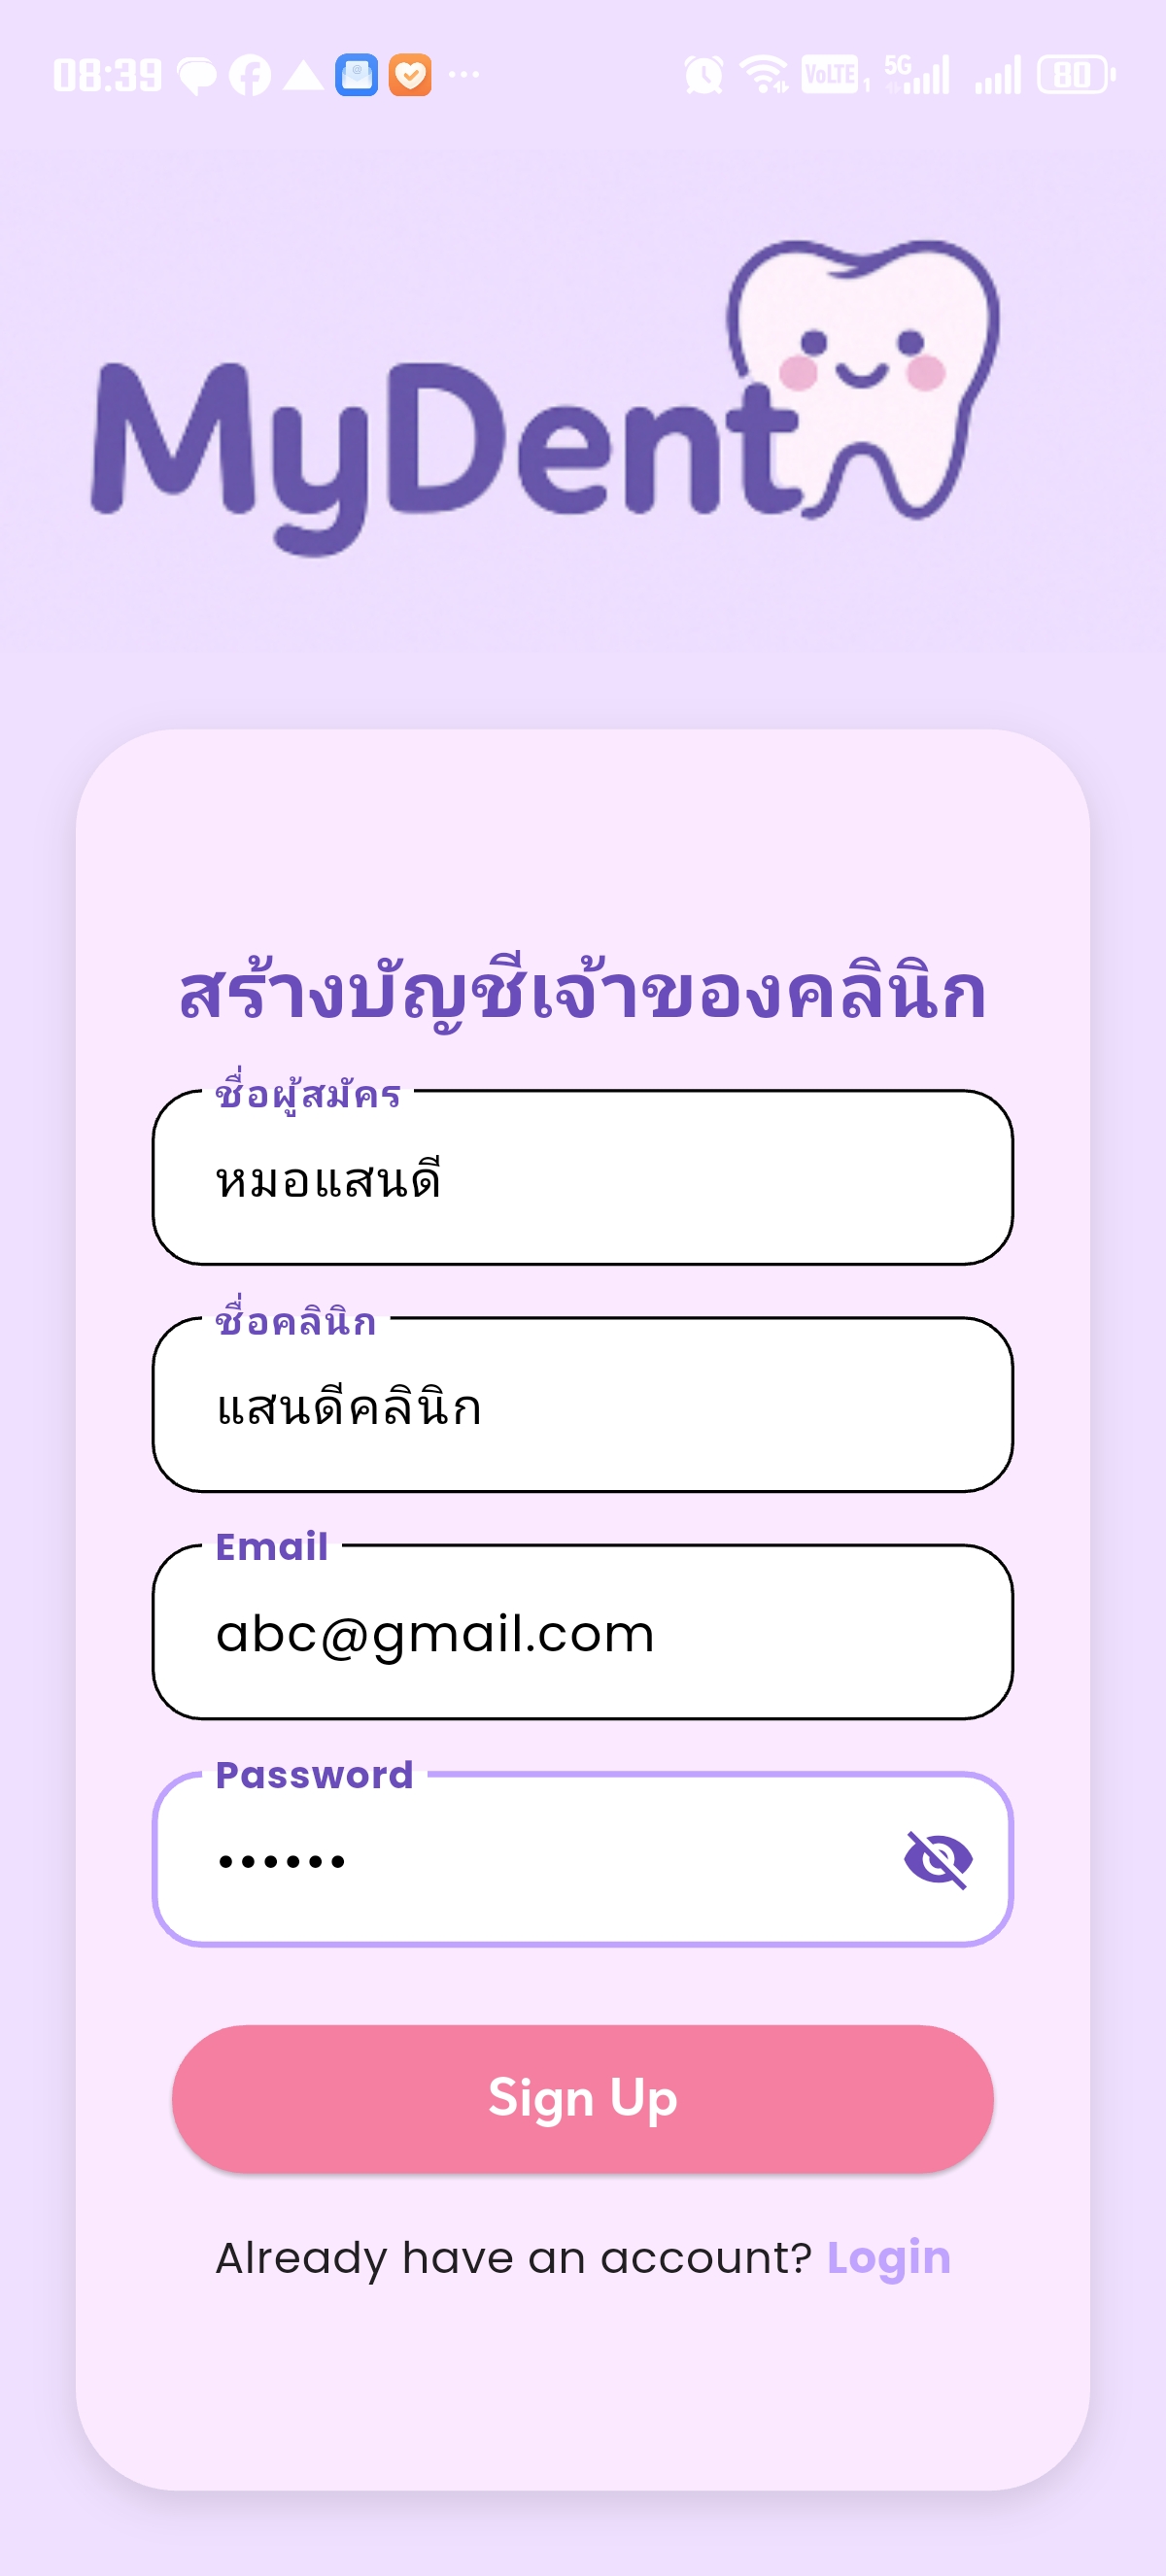 08:39
VoLTE 1 5G 80
MyDent
สร้างบัญชีเจ้าของคลินิก
ชื่อผู้สมัคร
หมอแสนดี
ชื่อคลินิก
แสนดีคลินิก
Email
abc@gmail.com
Password
••••••
Sign Up
Already have an account? Login